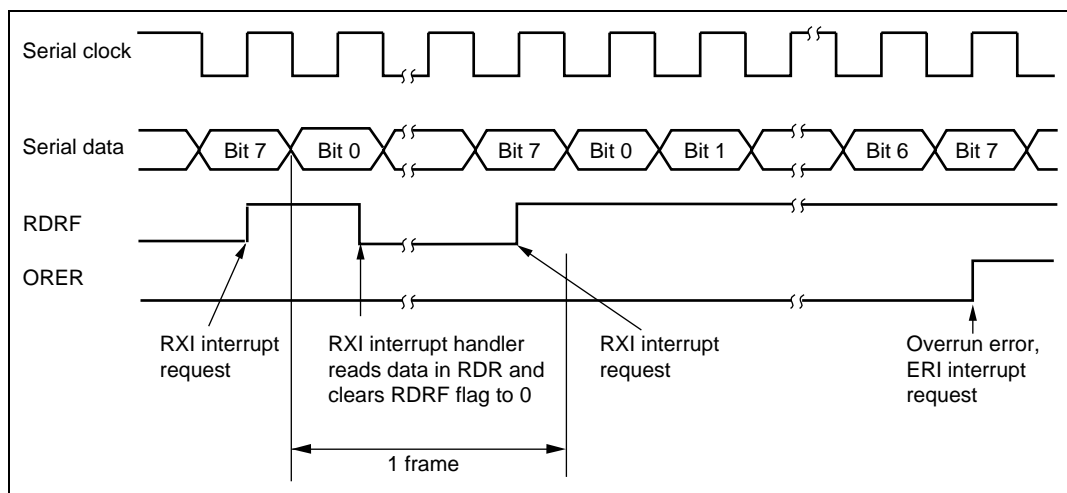 Serial clock
Serial data
Bit 7
Bit 0
Bit 7
Bit 0
Bit 1
Bit 6
Bit 7
RDRF
ORER
RXI interrupt
request
RXI interrupt handler
reads data in RDR and
clears RDRF flag to 0
RXI interrupt
request
Overrun error,
ERI interrupt
request
1 frame